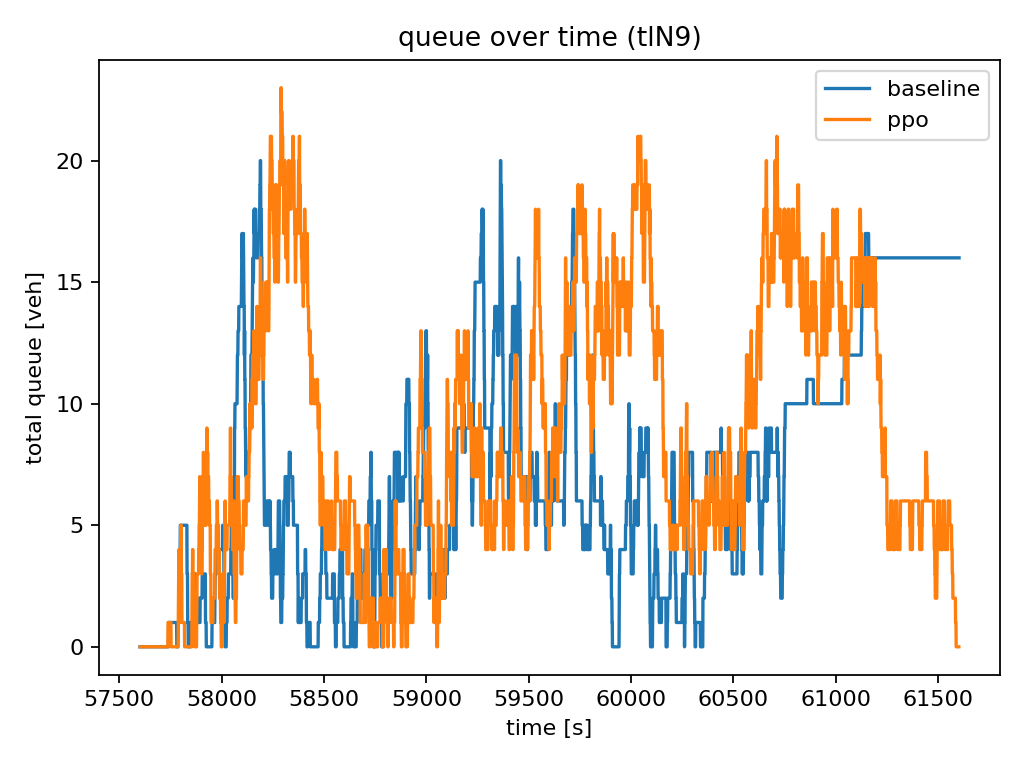 queue over time (tlN9)
baseline
ppo
total queue [veh]
20
15
10
5
0
57500 58000 58500 59000 59500 60000 60500 61000 61500
time [s]